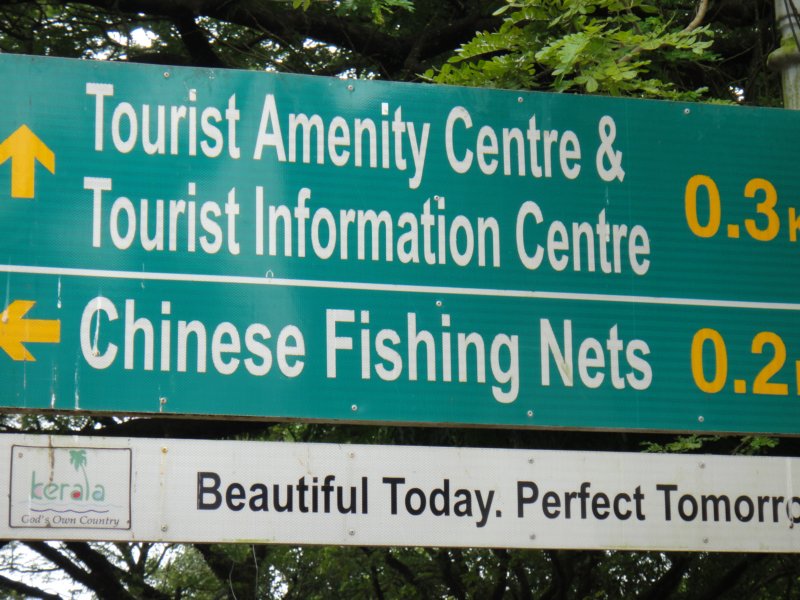 Tourist Amenity Centre &
Tourist Information Centre
0.3
Chinese Fishing Nets 0.2
kerala
God's Own Country
Beautiful Today. Perfect Tomorro